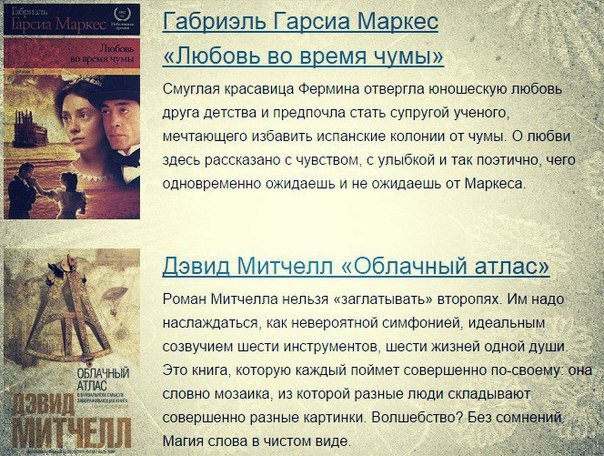 Габриэль
Гарсиа Маркес
Любовь
во время чумы
Габриэль Гарсиа Маркес
«Любовь во время чумы»
Смуглая красавица Фермина отвергла юношескую любовь
друга детства и предпочла стать супругой ученого,
мечтающего избавить испанские колонии от чумы. О любви
здесь рассказано с чувством, с улыбкой и так поэтично, чего
одновременно ожидаешь и не ожидаешь от Маркеса.
ОБЛАЧНЫЙ
АТЛАС
ДЭВИД
МИТЧЕЛЛ
Дэвид Митчелл «Облачный атлас»
Роман Митчелла нельзя «заглатывать» второпях. Им надо
наслаждаться, как невероятной симфонией, идеальным
созвучием шести инструментов, шести жизней одной души.
Это книга, которую каждый поймет совершенно по-своему: она
словно мозаика, из которой разные люди складывают
совершенно разные картинки. Волшебство? Без сомнений.
Магия слова в чистом виде.